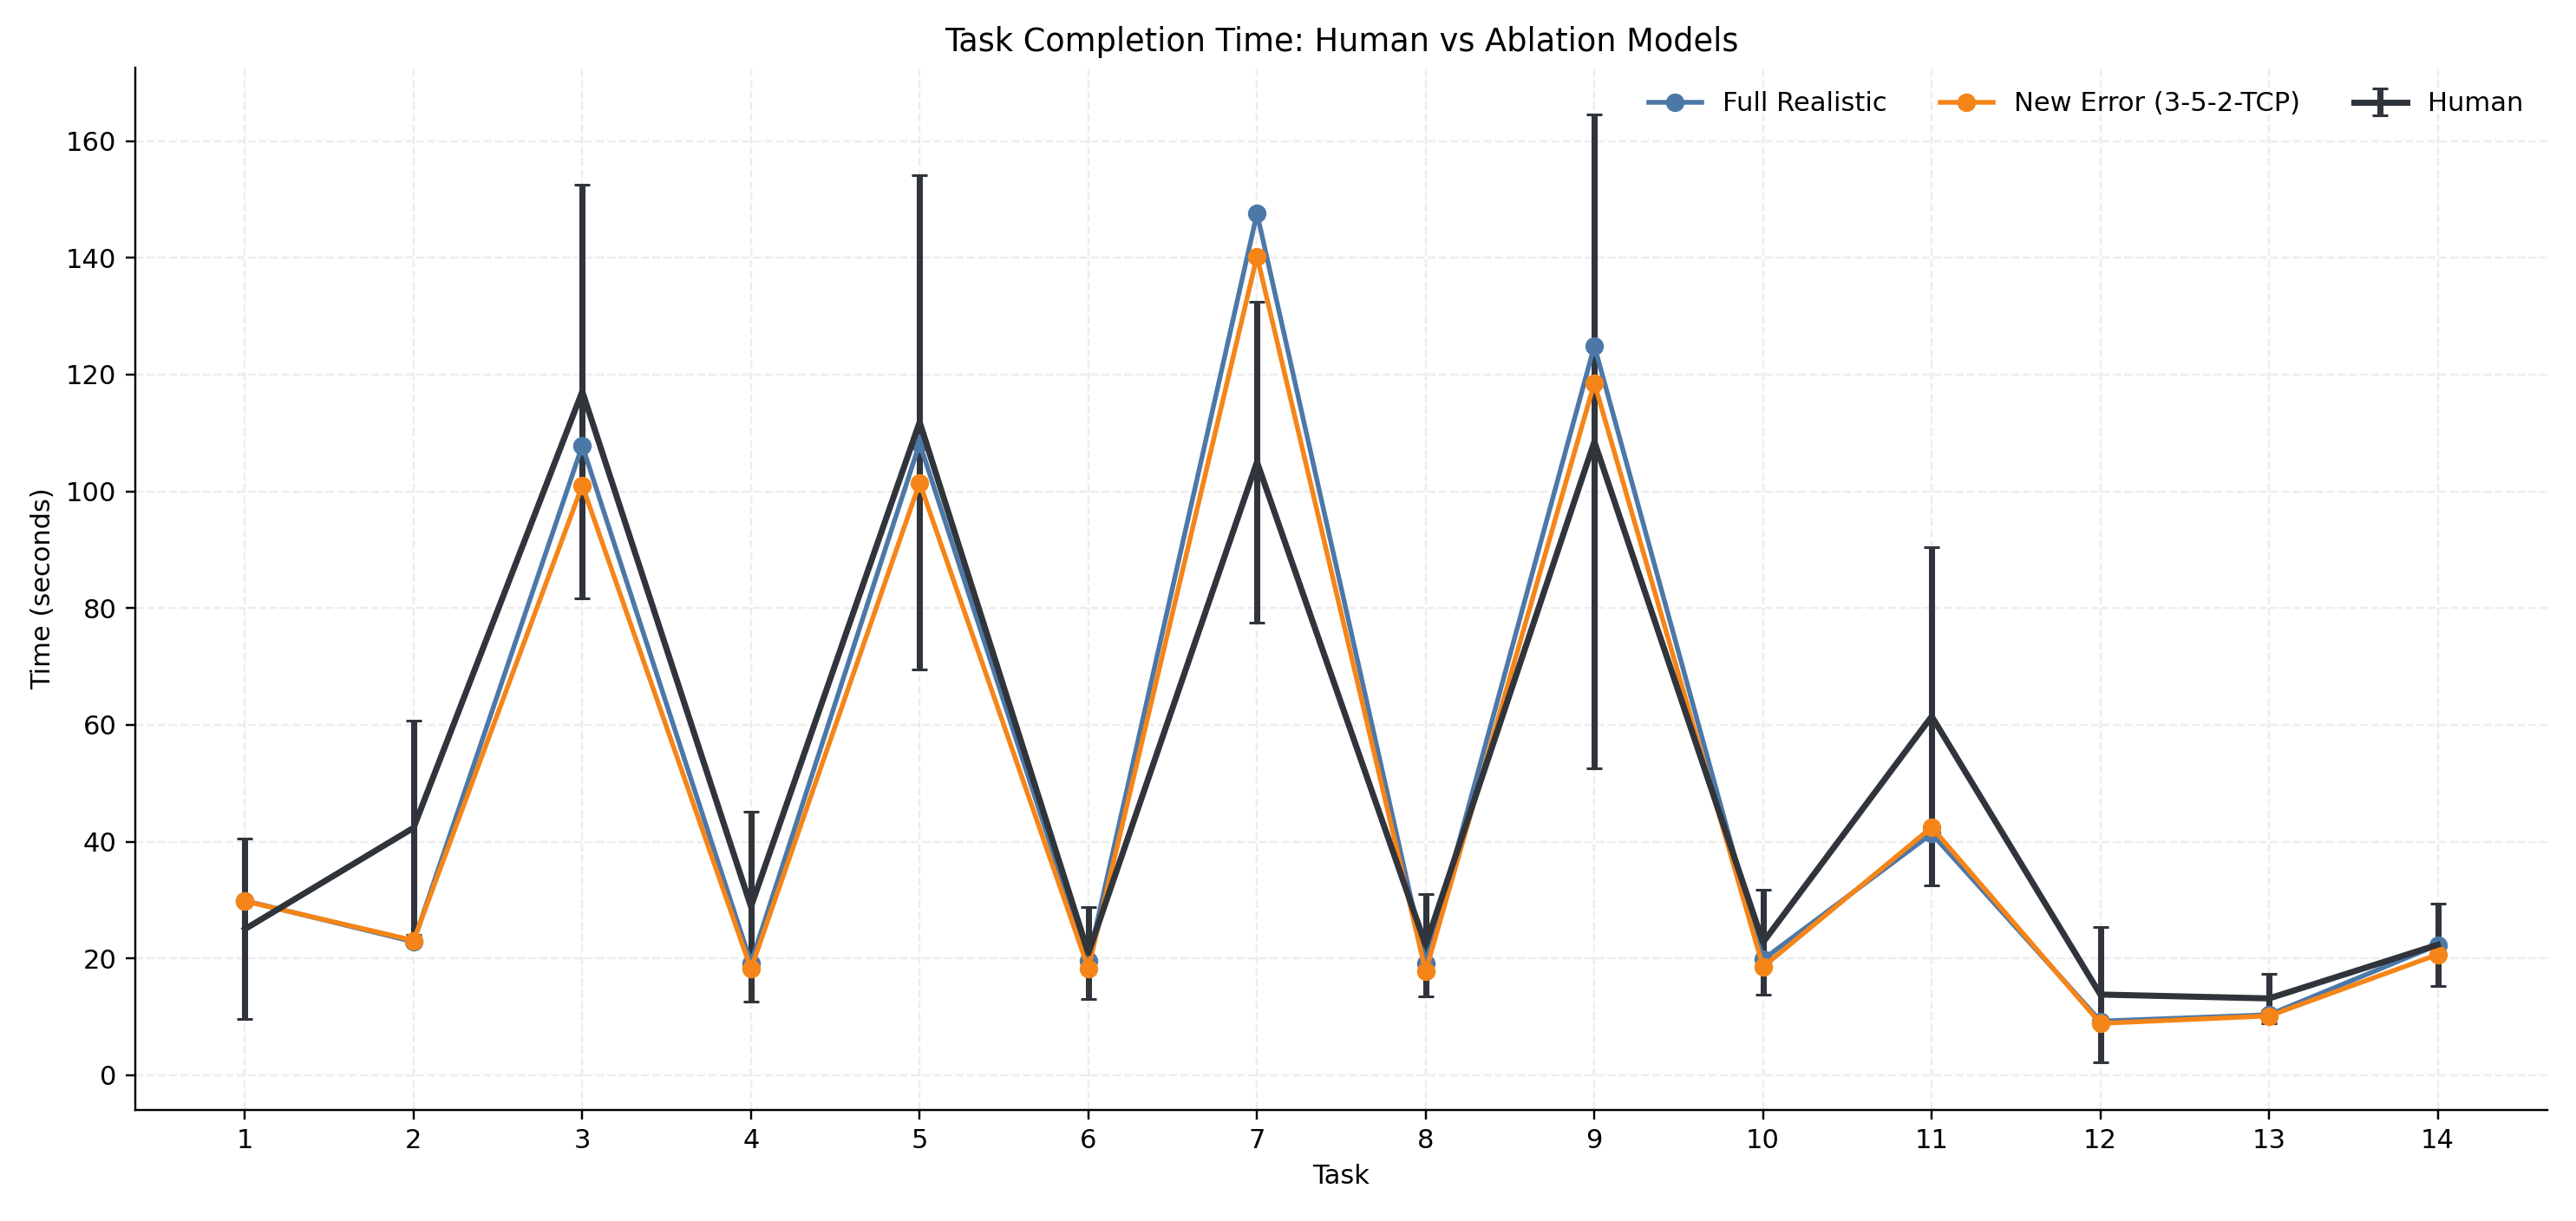 Task Completion Time: Human vs Ablation Models
Full Realistic
New Error (3-5-2-TCP)
Human
Time (seconds)
160
140
120
100
80
60
40
20
0
1 2 3 4 5 6 7 8 9 10 11 12 13 14
Task